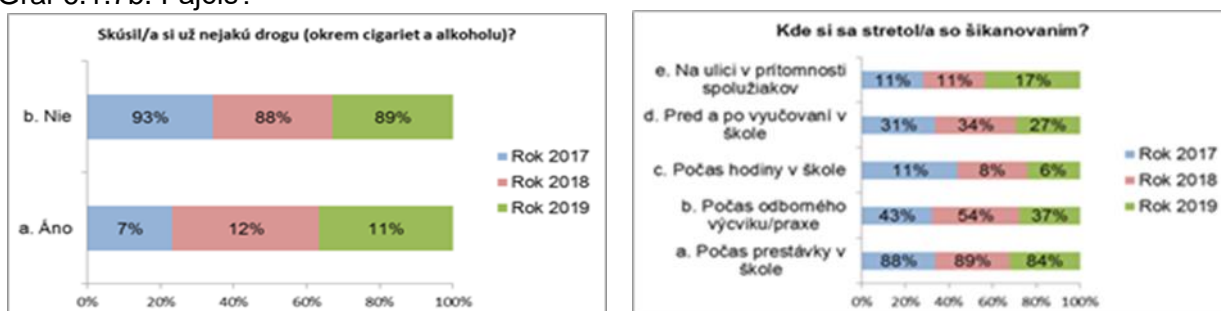 Skúsil/a si už nejakú drogu (okrem cigariet a alkoholu)?
b. Nie
93%
88%
89%
a. Áno
7%
12%
11%
0%
20%
40%
60%
80%
100%
Rok 2017
Rok 2018
Rok 2019
Kde si sa stretol/a so šikanovaním?
e. Na ulici v prítomnosti
spolužiakov
11%
11%
17%
d. Pred a po vyučovaní v
škole
31%
34%
27%
c. Počas hodiny v škole
11%
8%
6%
b. Počas odborného
výcviku/praxe
43%
54%
37%
a. Počas prestávky v
škole
88%
89%
84%
0% 20% 40% 60% 80% 100%
Rok 2017
Rok 2018
Rok 2019